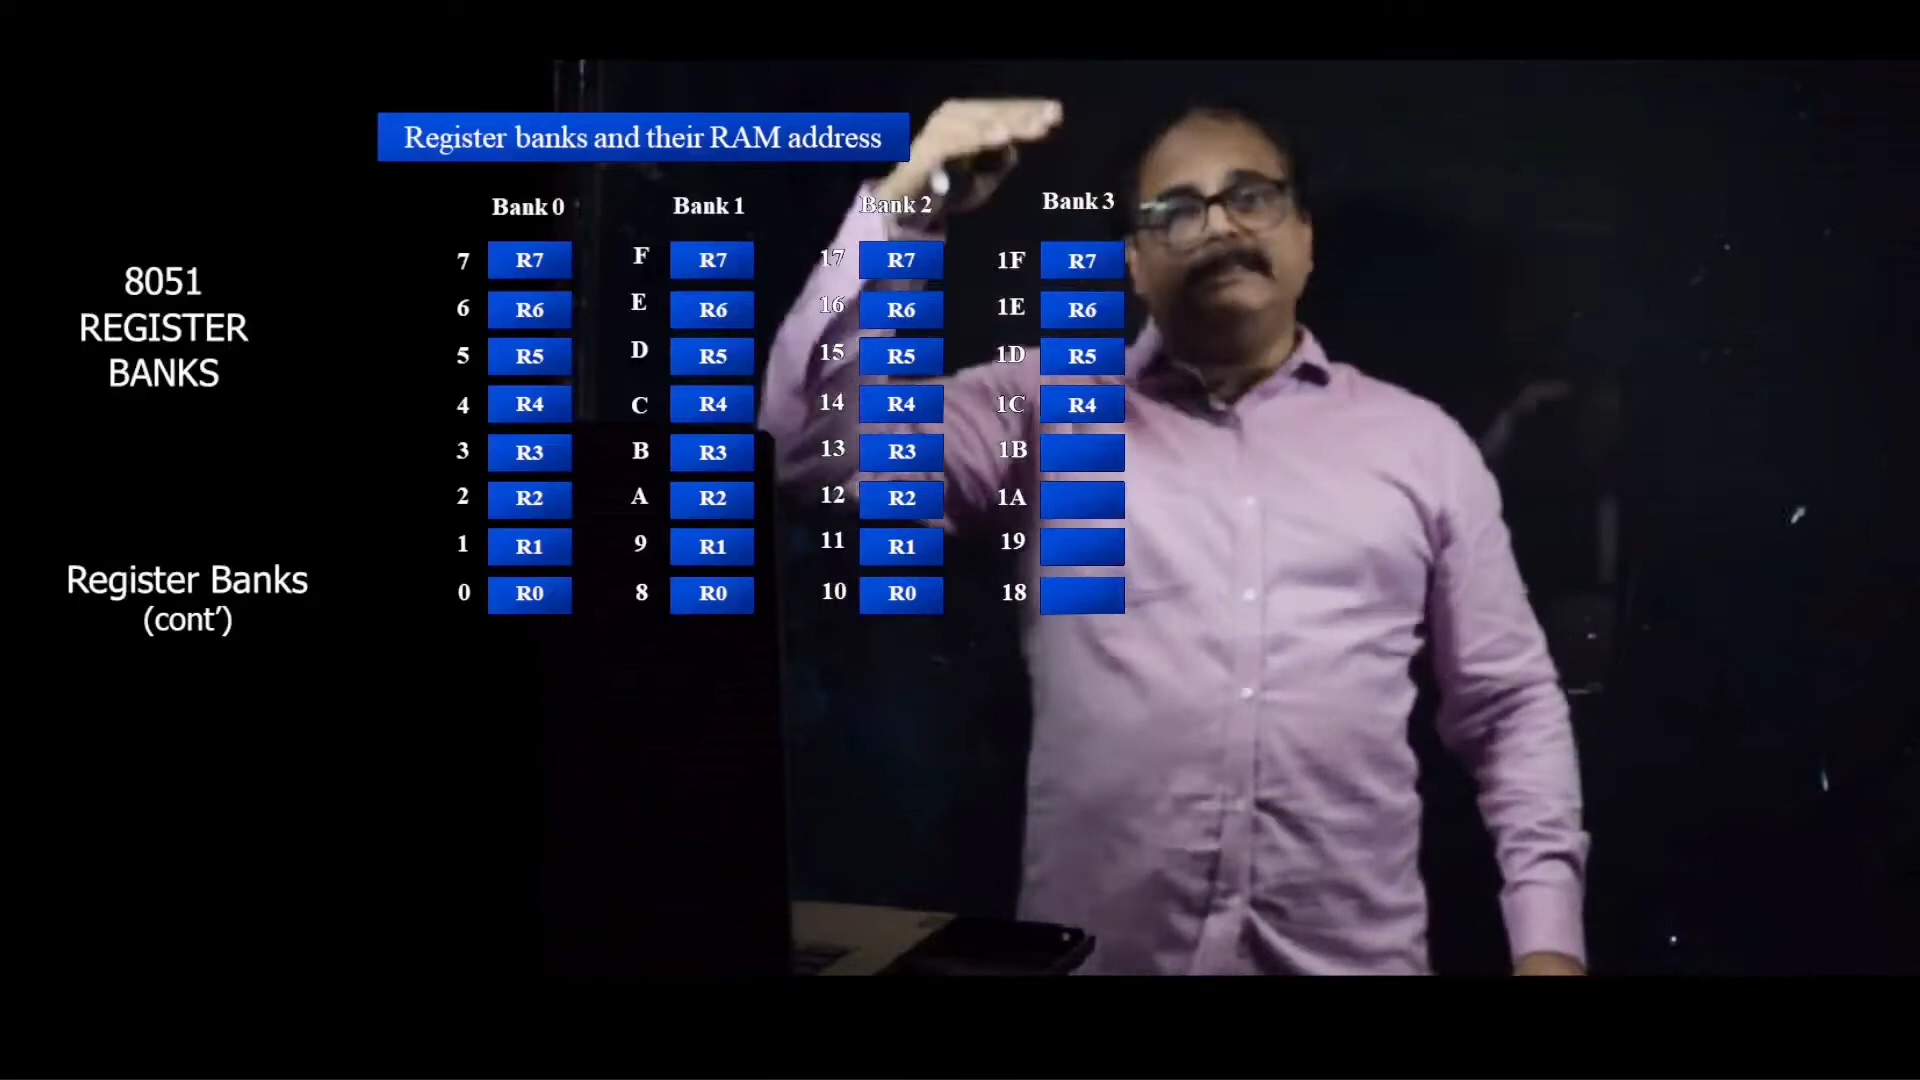 Register banks and their RAM address
Bank 0 Bank 1 Bank 2 Bank 3
7 R7 F R7 17 R7 1F R7
6 R6 E R6 16 R6 1E R6
5 R5 D R5 15 R5 1D R5
4 R4 C R4 14 R4 1C R4
3 R3 B R3 13 R3 1B
2 R2 A R2 12 R2 1A
1 R1 9 R1 11 R1 19
0 R0 8 R0 10 R0 18
8051
REGISTER
BANKS
Register Banks
(cont’)